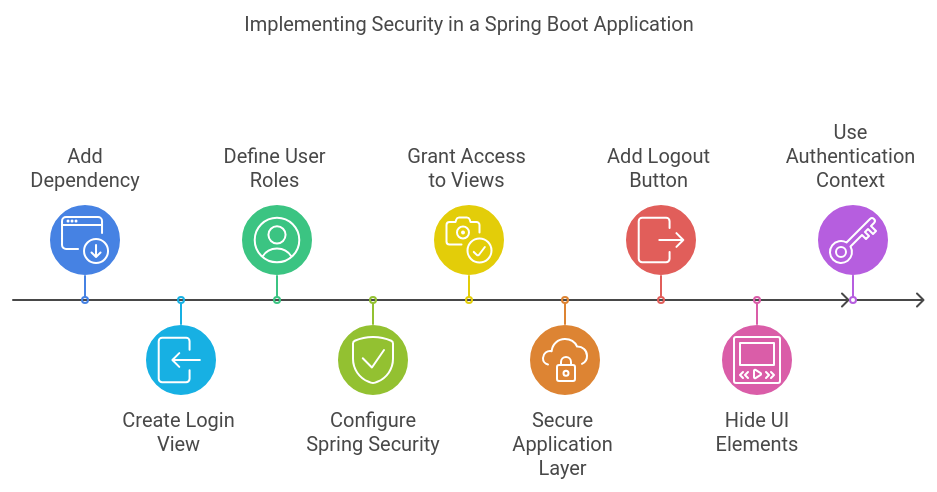 Implementing Security in a Spring Boot Application
Add
Dependency
Create Login
View
Define User
Roles
Configure
Spring Security
Grant Access
to Views
Secure
Application
Layer
Add Logout
Button
Hide UI
Elements
Use
Authentication
Context